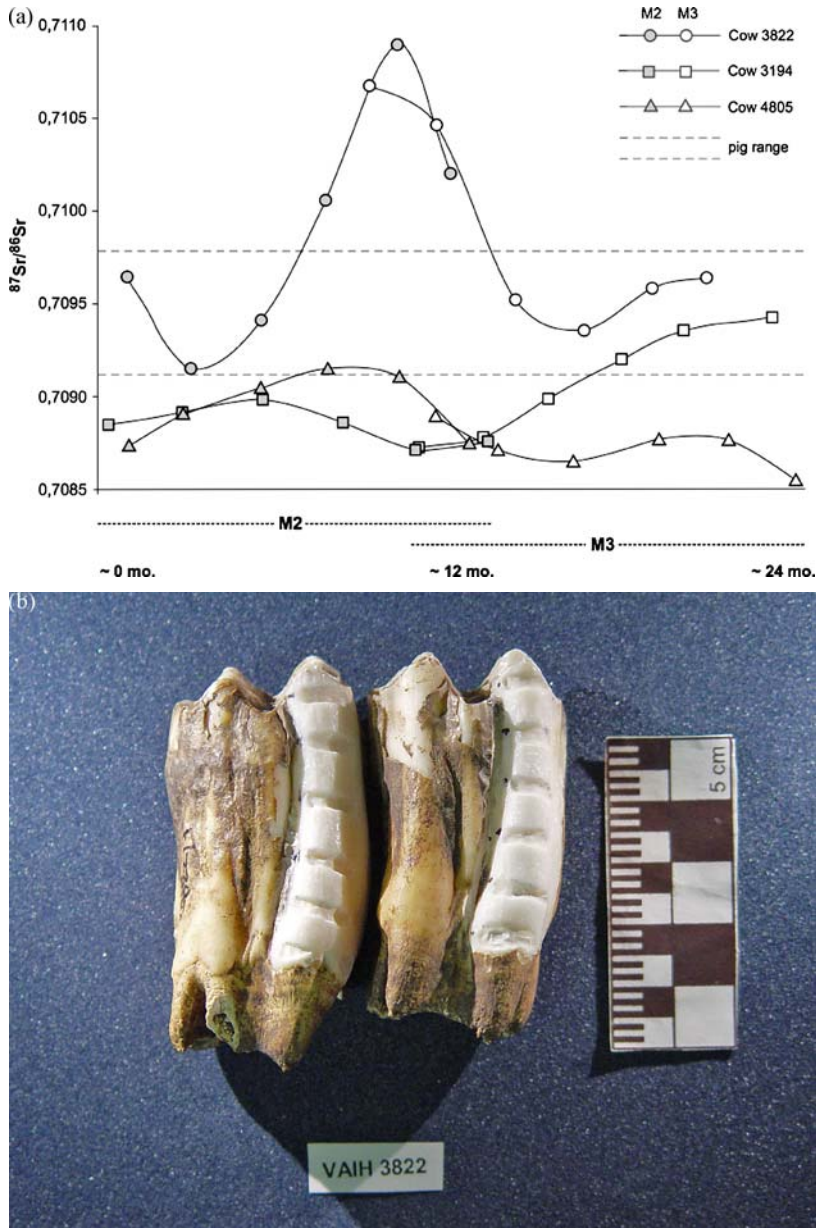 (a)
M2 M3
Cow 3822
Cow 3194
Cow 4805
pig range
0,7110
0,7105
0,7100
0,7095
0,7090
0,7085
87Sr/86Sr
M2
M3
~ 0 mo.
~ 12 mo.
~ 24 mo.
(b)
5 cm
VAIH 3822